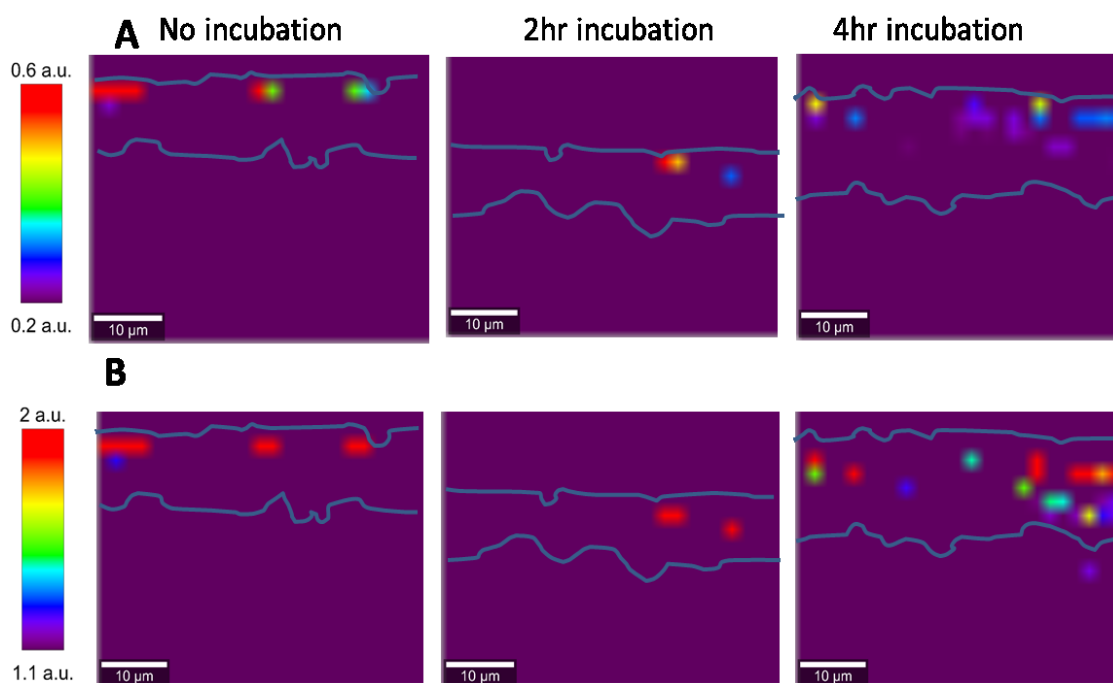 A No incubation 2hr incubation 4hr incubation
0.6 a.u.
0.2 a.u.
10 µm 10 µm 10 µm
B
2 a.u.
1.1 a.u.
10 µm 10 µm 10 µm